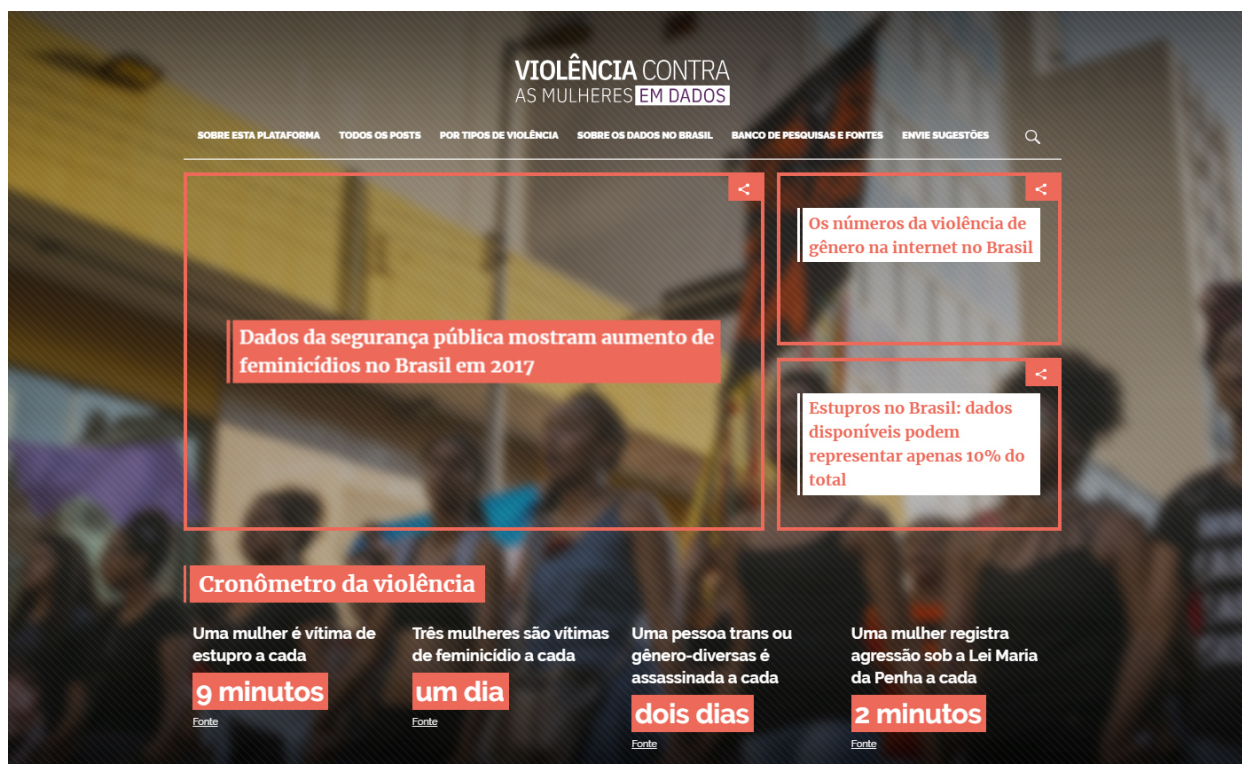 VIOLÊNCIA CONTRA
AS MULHERES EM DADOS
SOBRE ESTA PLATAFORMA TODOS OS POSTS POR TIPOS DE VIOLÊNCIA SOBRE OS DADOS NO BRASIL BANCO DE PESQUISAS E FONTES ENVIE SUGESTÕES
Dados da segurança pública mostram aumento de
feminicídios no Brasil em 2017
Os números da violência de
gênero na internet no Brasil
Estupros no Brasil: dados
disponíveis podem
representar apenas 10% do
total
Cronômetro da violência
Uma mulher é vítima de
estupro a cada
9 minutos
Fonte
Três mulheres são vítimas
de feminicídio a cada
um dia
Fonte
Uma pessoa trans ou
gênero-diversas é
assassinada a cada
dois dias
Fonte
Uma mulher registra
agressão sob a Lei Maria
da Penha a cada
2 minutos
Fonte